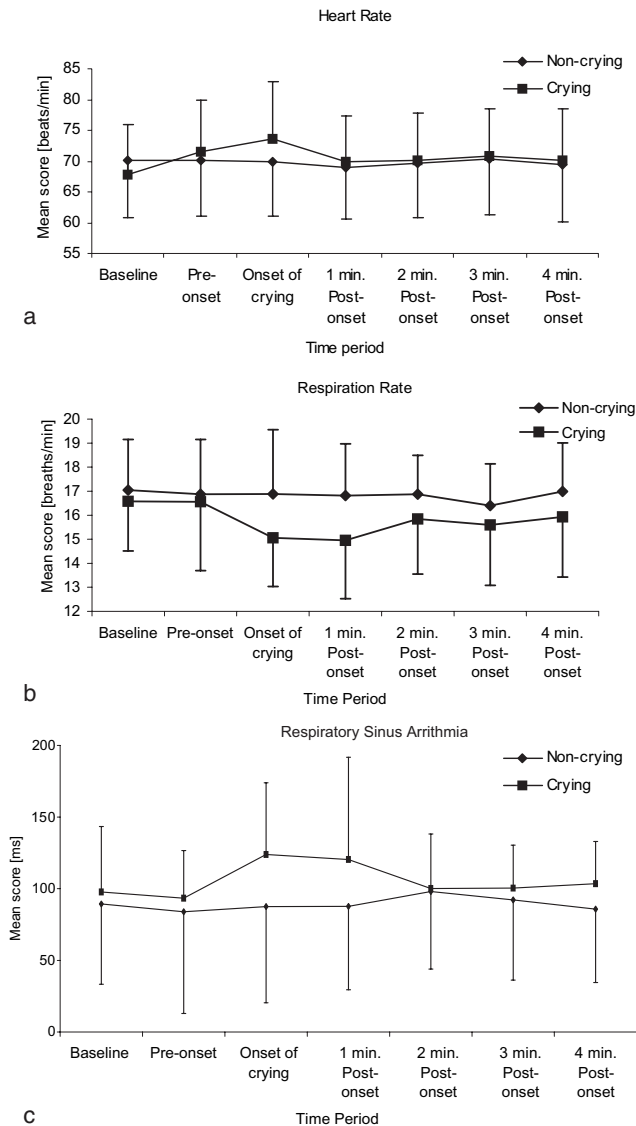 Heart Rate
Non-crying
Crying
Mean score [beats/min]
85
80
75
70
65
60
55
Baseline Pre-onset Onset of crying 1 min. Post-onset 2 min. Post-onset 3 min. Post-onset 4 min. Post-onset
a
Time period
Respiration Rate
Non-crying
Crying
Mean score [breaths/min]
20
19
18
17
16
15
14
13
12
Baseline Pre-onset Onset of crying 1 min. Post-onset 2 min. Post-onset 3 min. Post-onset 4 min. Post-onset
b
Time Period
Respiratory Sinus Arrithmia
Non-crying
Crying
Mean score [ms]
200
150
100
50
0
Baseline Pre-onset Onset of crying 1 min. Post-onset 2 min. Post-onset 3 min. Post-onset 4 min. Post-onset
c
Time Period